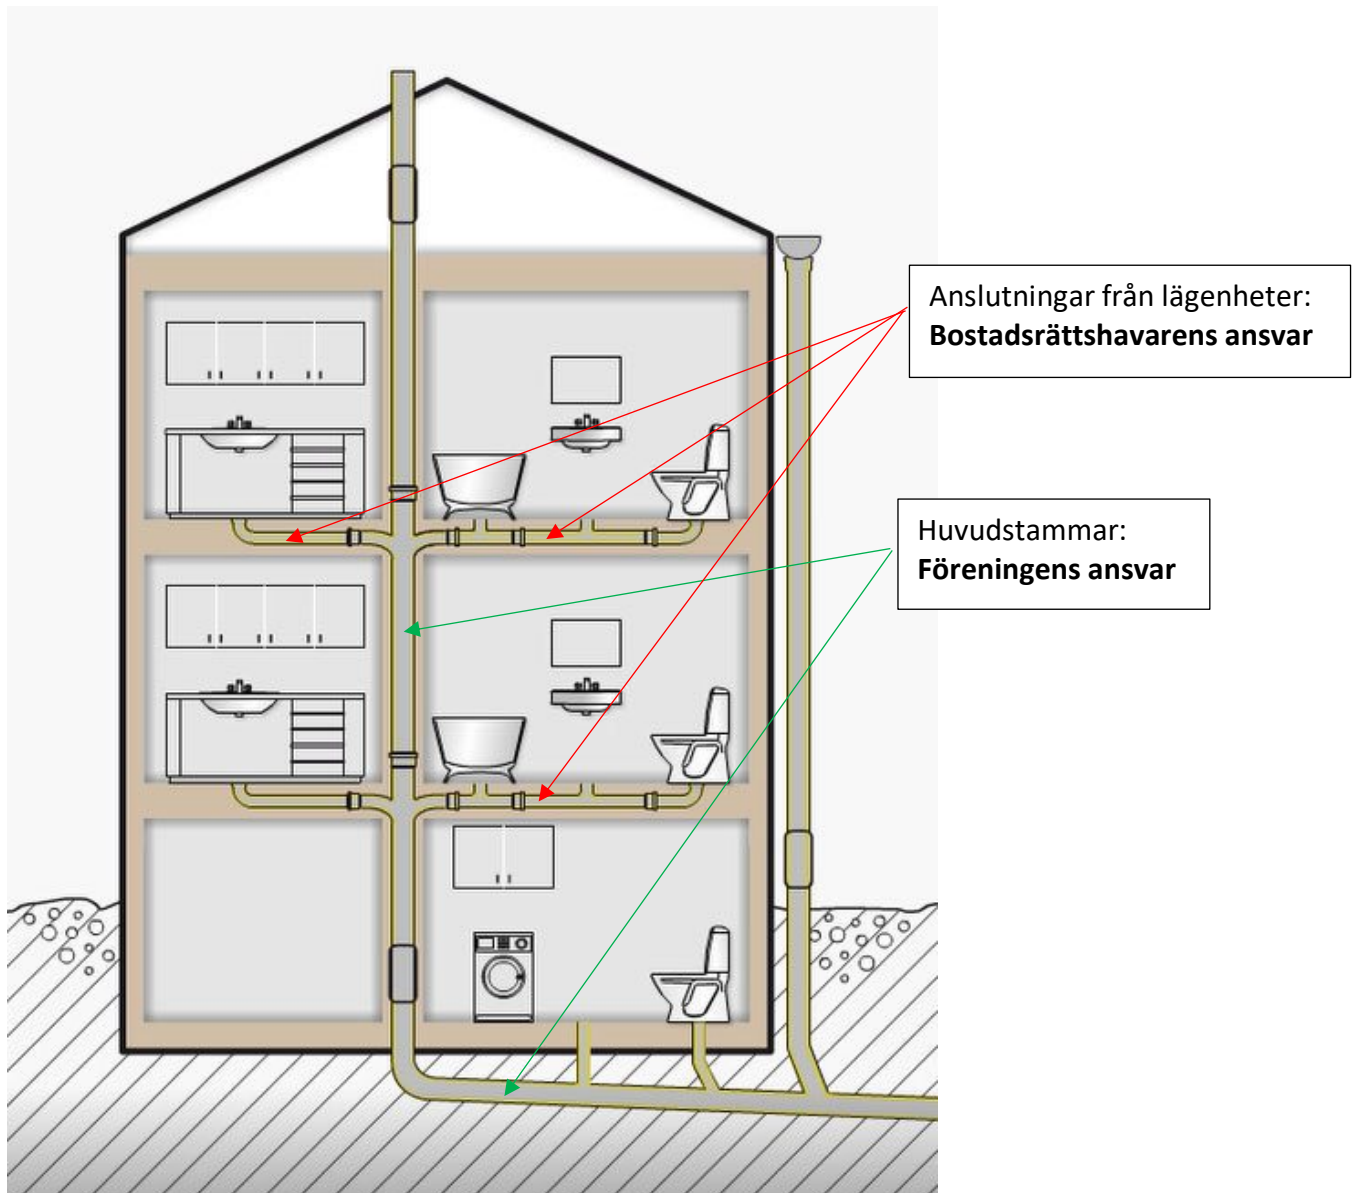 Anslutningar från lägenheter:
Bostadsrättshavarens ansvar
Huvudstammar:
Föreningens ansvar